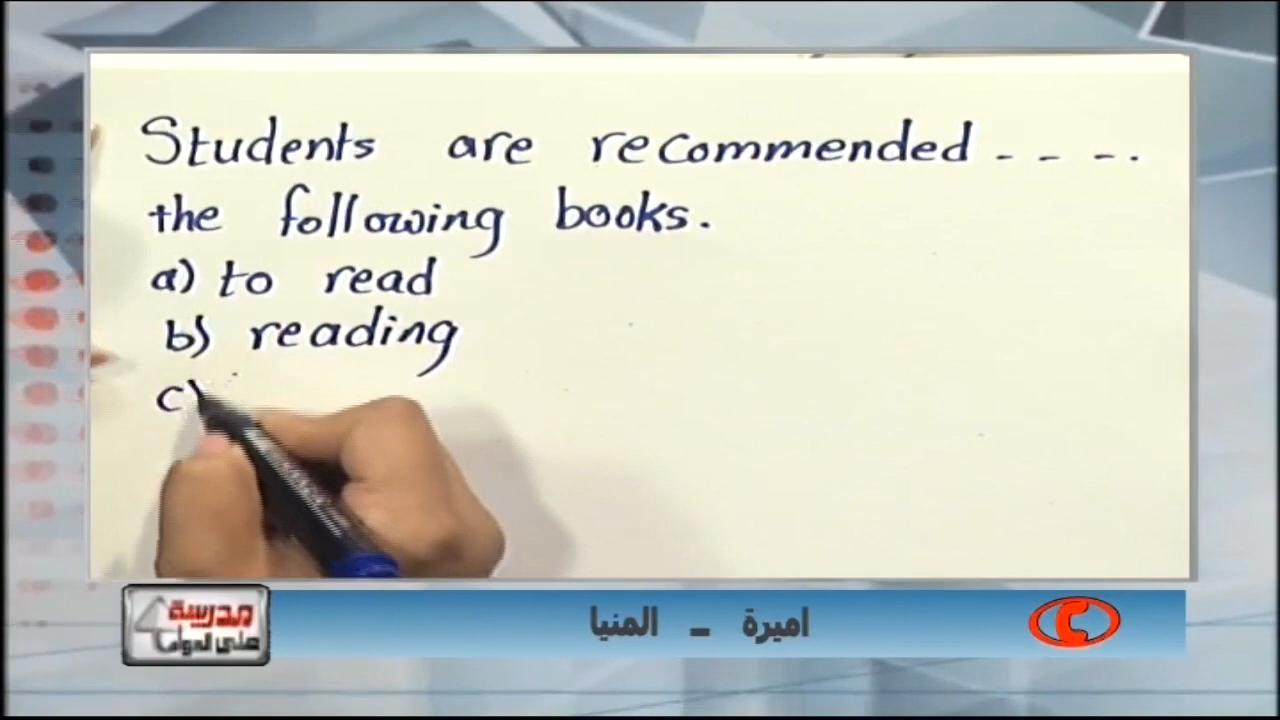 Students are recommended - - - .
the following books.
a) to read
b) reading
c)
اميرة - المنيا
مدرسة
على الهواء